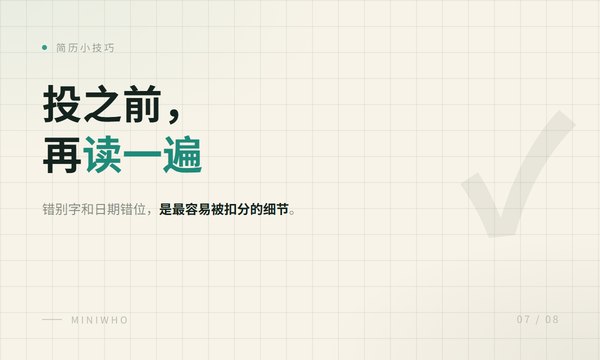 简历小技巧
投之前，
再读一遍
错别字和日期错位，是最容易被扣分的细节。
MINIWHO
07 / 08